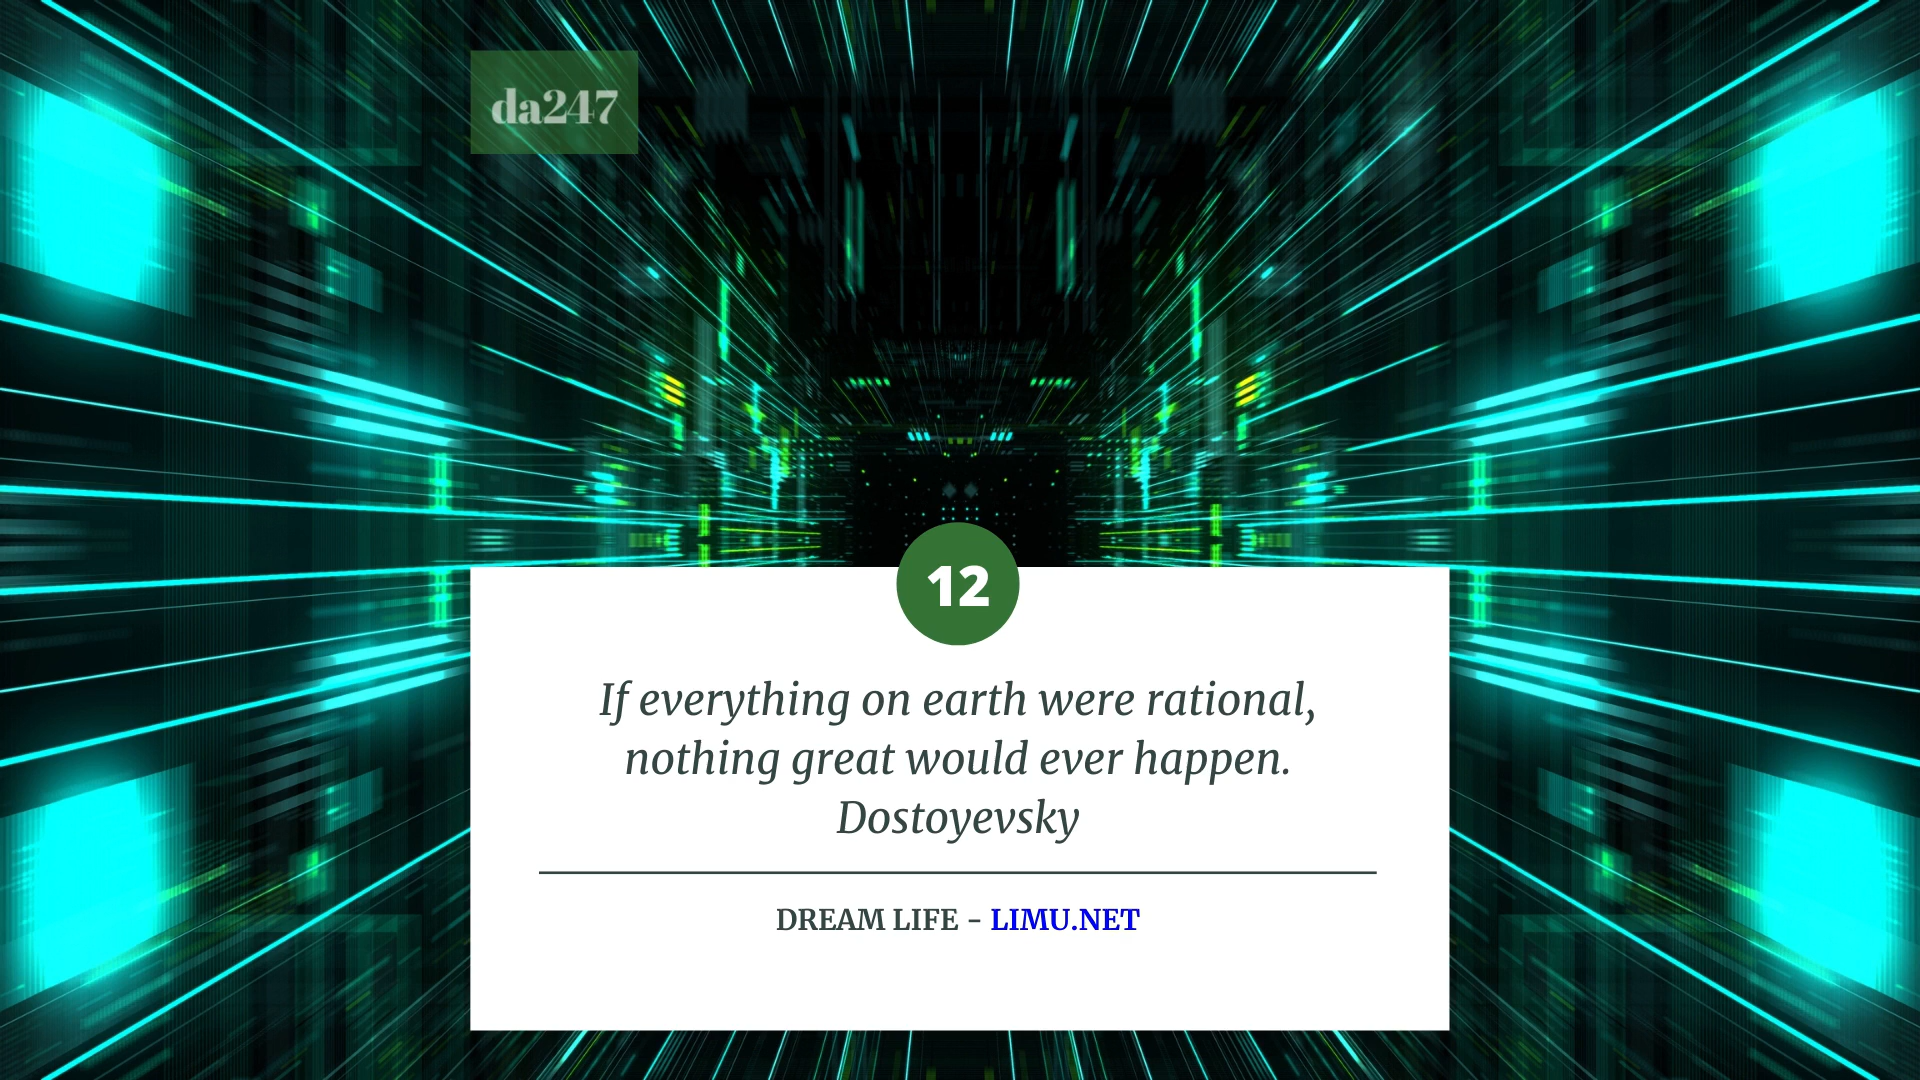 da247
12
If everything on earth were rational,
nothing great would ever happen.
Dostoyevsky
DREAM LIFE - LIMU.NET